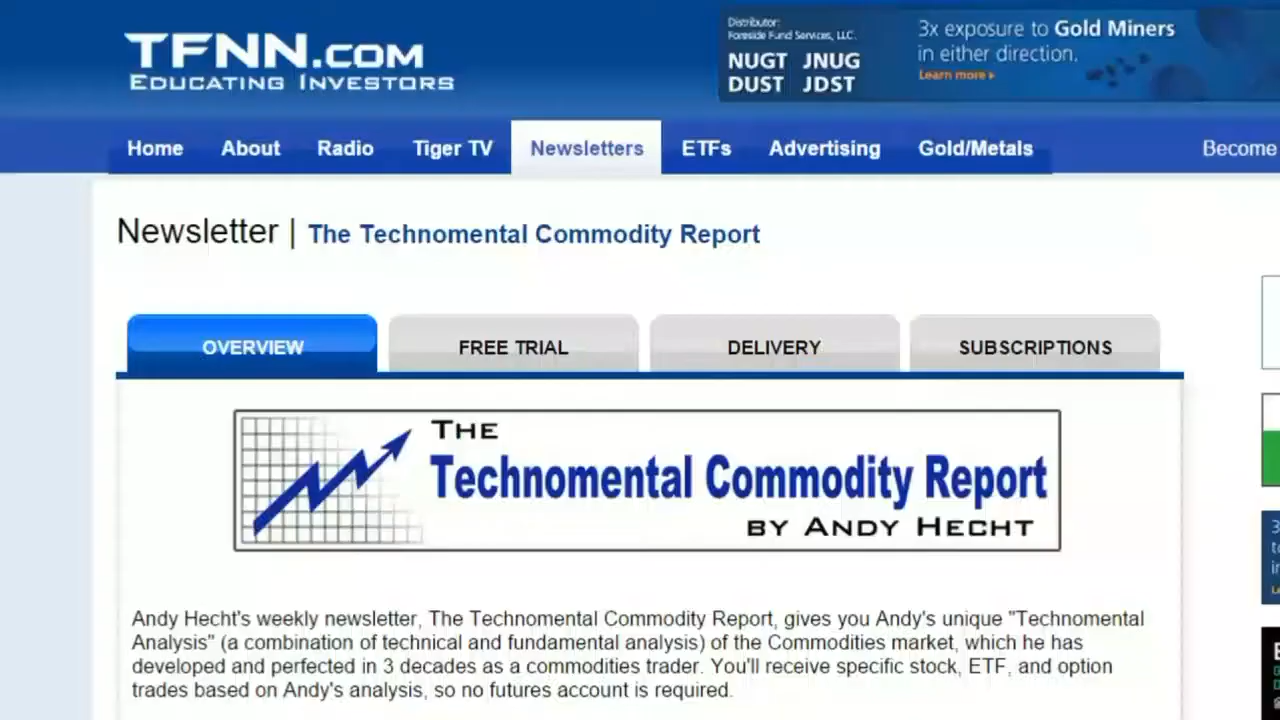 TFNN.COM
EDUCATING INVESTORS
Distributor:
Foreside Fund Services, LLC.
NUGT JNUG
DUST JDST
3x exposure to Gold Miners
in either direction.
Learn more
Home About Radio Tiger TV Newsletters ETFs Advertising Gold/Metals Become
Newsletter | The Technomental Commodity Report
OVERVIEW FREE TRIAL DELIVERY SUBSCRIPTIONS
THE
Technomental Commodity Report
BY ANDY HECHT
Andy Hecht's weekly newsletter, The Technomental Commodity Report, gives you Andy's unique "Technomental
Analysis" (a combination of technical and fundamental analysis) of the Commodities market, which he has
developed and perfected in 3 decades as a commodities trader. You'll receive specific stock, ETF, and option
trades based on Andy's analysis, so no futures account is required.